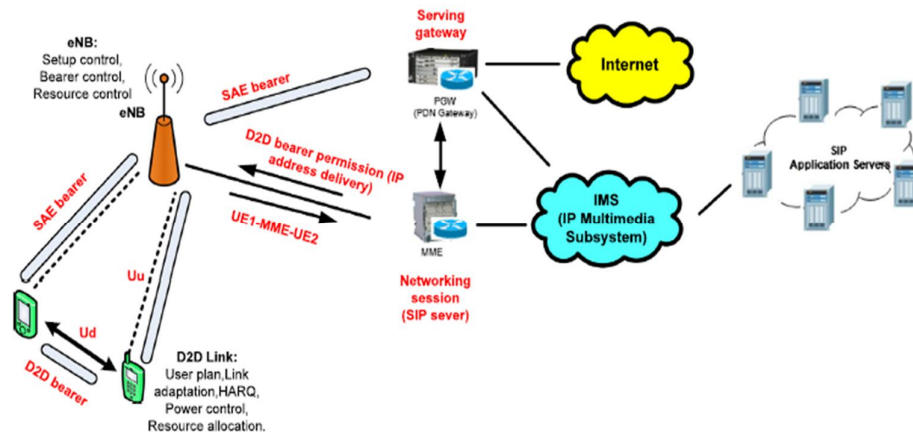 eNB:
Setup control,
Bearer control,
Resource control
eNB
SAE bearer
Serving
gateway
PGW
(PDN Gateway)
Internet
D2D bearer permission (IP
address delivery)
UE1-MME-UE2
MME
Networking
session
(SIP sever)
IMS
(IP Multimedia
Subsystem)
SIP
Application Servers
SAE bearer
Uu
Ud
D2D bearer
D2D Link:
User plan,Link
adaptation,HARQ,
Power control,
Resource allocation.